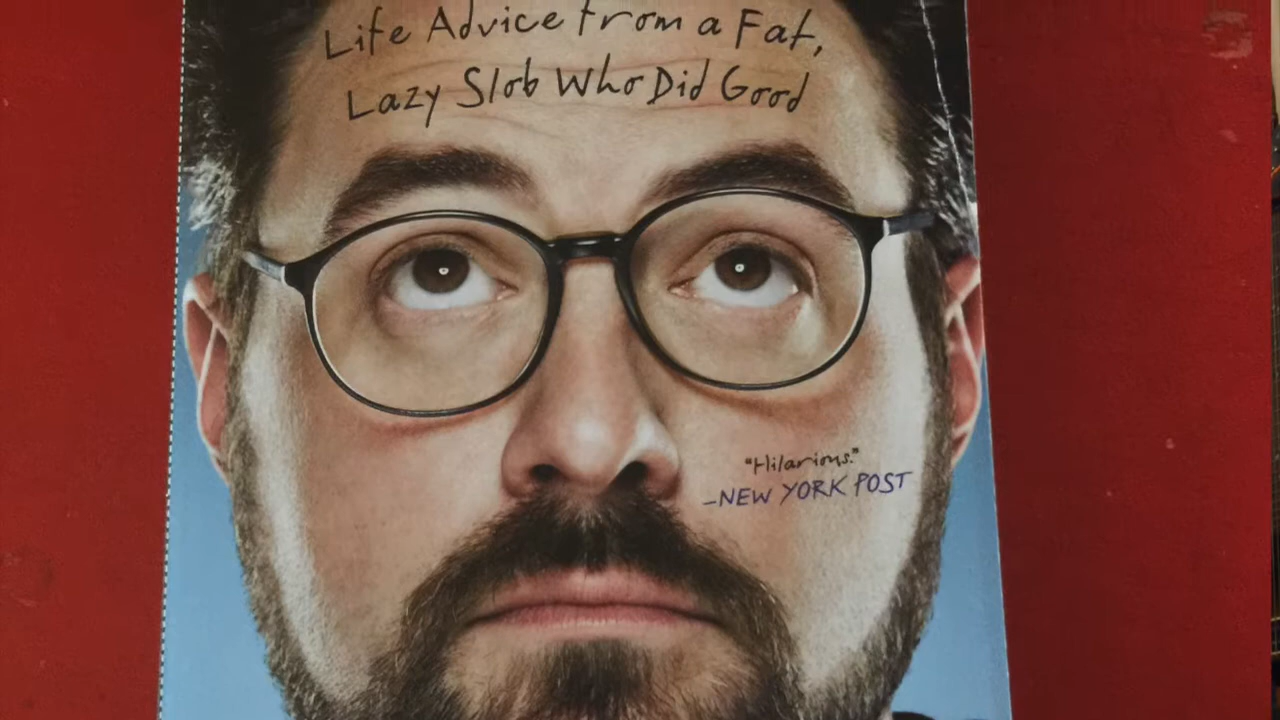 Life Advice from a Fat,
Lazy Slob Who Did Good
"Hilarious."
–NEW YORK POST